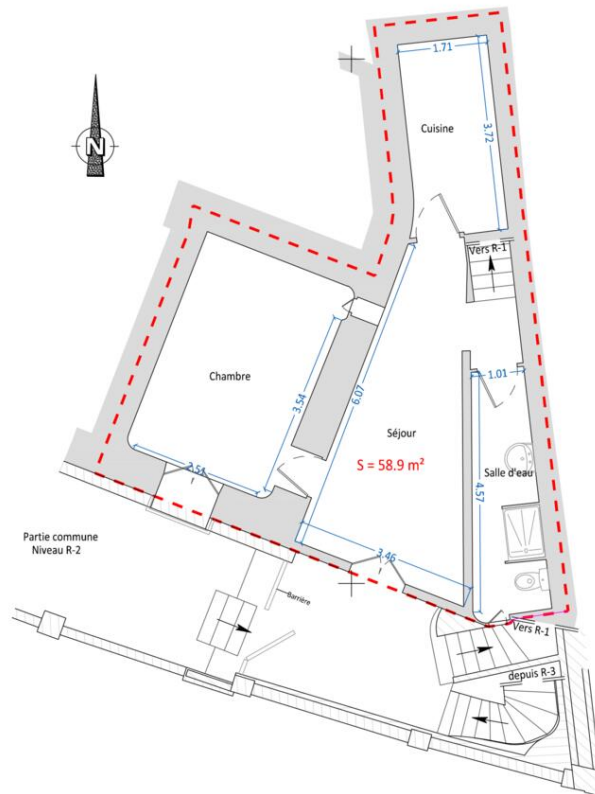 1.71
Cuisine
3.72
N
Vers R-1
Chambre
3.54
6.07
1.01
Séjour
S = 58.9 m²
Salle d'eau
4.57
2.51
3.46
Partie commune
Niveau R-2
Barrière
Vers R-1
depuis R-3